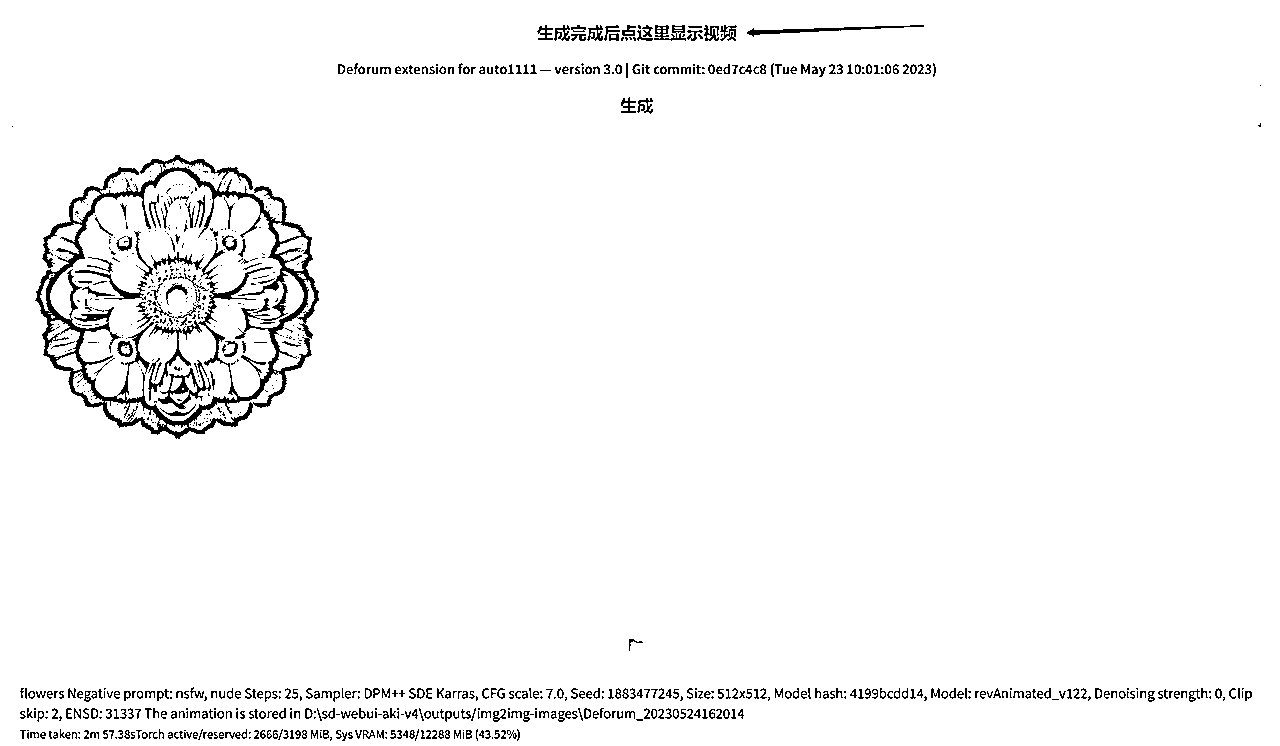 生成完成后点这里显示视频
Deforum extension for auto1111 — version 3.0 | Git commit: 0ed7c4c8 (Tue May 23 10:01:06 2023)
生成
flowers Negative prompt: nsfw, nude Steps: 25, Sampler: DPM++ SDE Karras, CFG scale: 7.0, Seed: 1883477245, Size: 512x512, Model hash: 4199bcdd14, Model: revAnimated_v122, Denoising strength: 0, Clip
skip: 2, ENSD: 31337 The animation is stored in D:\sd-webui-aki-v4\outputs/img2img-images\Deforum_20230524162014
Time taken: 2m 57.38sTorch active/reserved: 2666/3198 MiB, Sys VRAM: 5348/12288 MiB (43.52%)